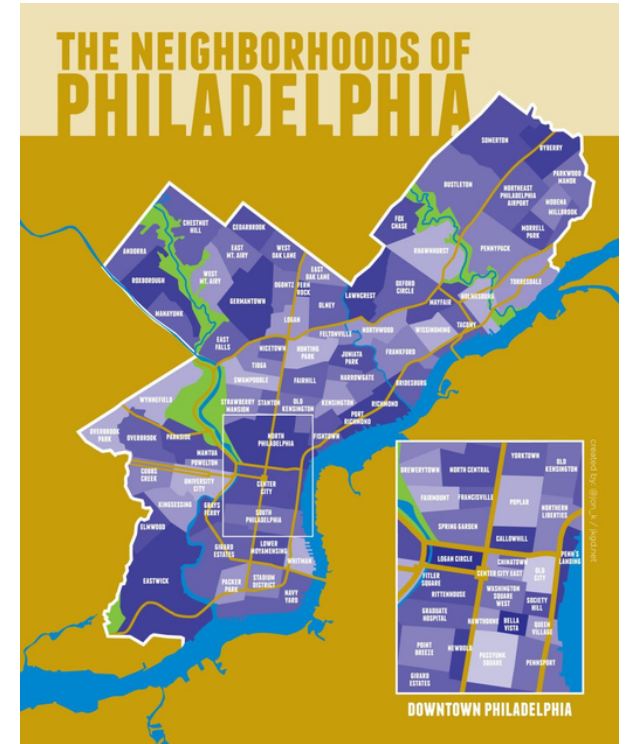 THE NEIGHBORHOODS OF
PHILADELPHIA
SOMERTON
BYBERRY
BUSTLETON
PARKWOOD
MANOR
NORTHEAST
PHILADELPHIA
AIRPORT
MODENA
MILLBROOK
FOX
CHASE
MORRELL
PARK
RHAWNHURST
PENNYPACK
CHESTNUT
HILL
CEDARBROOK
ANDORRA
EAST
MT. AIRY
WEST
OAK LANE
EAST
OAK LANE
ROXBOROUGH
WEST
MT. AIRY
OGONTZ
FERN
ROCK
OXFORD
CIRCLE
TORRESDALE
GERMANTOWN
OLNEY
LAWNCREST
MAYFAIR
HOLMESBURG
MANAYUNK
LOGAN
TACONY
FELTONVILLE
NORTHWOOD
WISSINOMING
EAST
FALLS
NICETOWN
HUNTING
PARK
JUNIATA
PARK
FRANKFORD
TIOGA
SWAMPOODLE
FAIRHILL
HARROWGATE
BRIDESBURG
WYNNEFIELD
STRAWBERRY
MANSION
STANTON
OLD
KENSINGTON
KENSINGTON
RICHMOND
PORT
RICHMOND
OVERBROOK
PARK
OVERBROOK
PARKSIDE
NORTH
PHILADELPHIA
FISHTOWN
MANTUA
POWELTON
COBBS
CREEK
UNIVERSITY
CITY
CENTER
CITY
KINGSESSING
GRAYS
FERRY
SOUTH
PHILADELPHIA
ELMWOOD
GIRARD
ESTATES
LOWER
MOYAMENSING
WHITMAN
EASTWICK
PACKER
PARK
STADIUM
DISTRICT
NAVY
YARD
YORKTOWN
OLD
KENSINGTON
BREWERYTOWN
NORTH CENTRAL
FAIRMOUNT
FRANCISVILLE
POPLAR
NORTHERN
LIBERTIES
SPRING GARDEN
CALLOWHILL
LOGAN CIRCLE
CHINATOWN
PENN'S
LANDING
FITLER
SQUARE
CENTER CITY EAST
OLD
CITY
RITTENHOUSE
WASHINGTON
SQUARE
WEST
SOCIETY
HILL
GRADUATE
HOSPITAL
HAWTHORNE
BELLA
VISTA
QUEEN
VILLAGE
POINT
BREEZE
NEWBOLD
PASSYUNK
SQUARE
PENNSPORT
GIRARD
ESTATES
DOWNTOWN PHILADELPHIA
created by @jon_k / jkgd.net